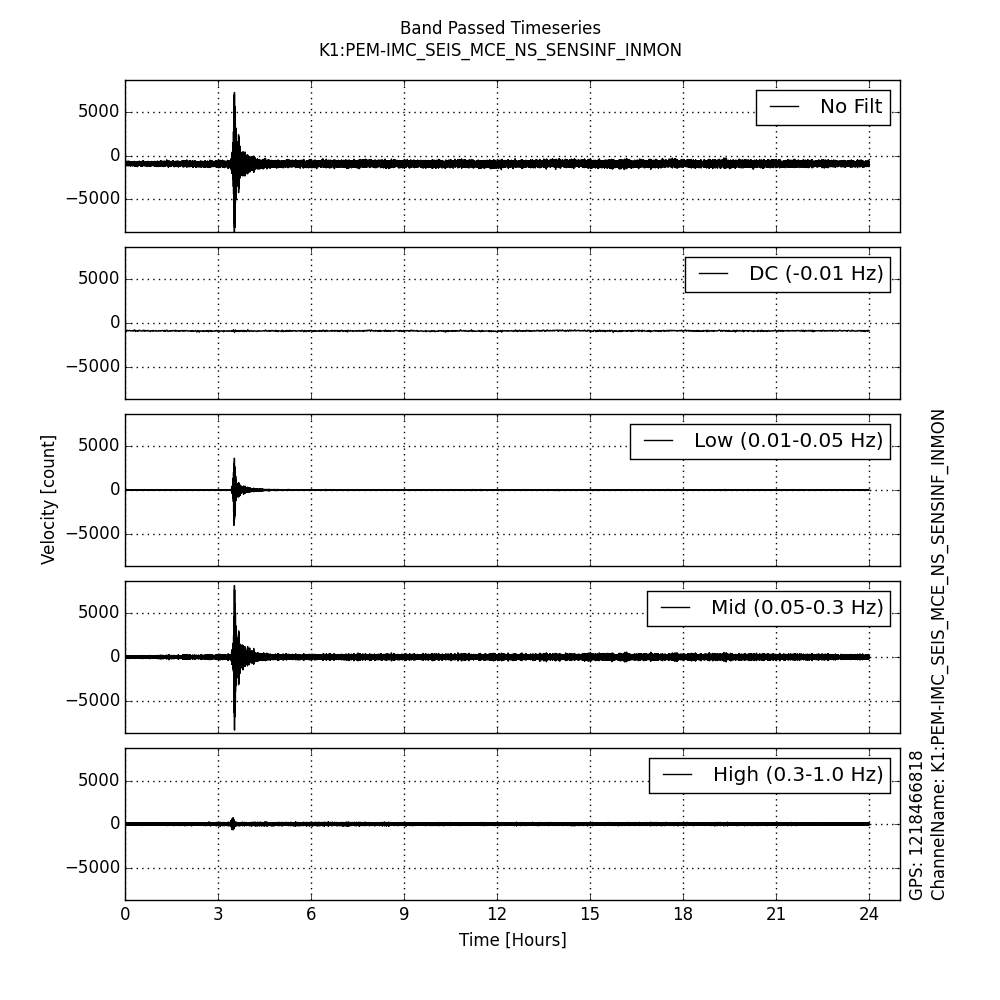 Band Passed Timeseries
K1:PEM-IMC_SEIS_MCE_NS_SENSINF_INMON
5000
0
−5000
No Filt
5000
0
−5000
DC (-0.01 Hz)
5000
0
−5000
Low (0.01-0.05 Hz)
5000
0
−5000
Mid (0.05-0.3 Hz)
5000
0
−5000
High (0.3-1.0 Hz)
0 3 6 9 12 15 18 21 24
Time [Hours]
Velocity [count]
GPS: 1218466818
ChannelName: K1:PEM-IMC_SEIS_MCE_NS_SENSINF_INMON